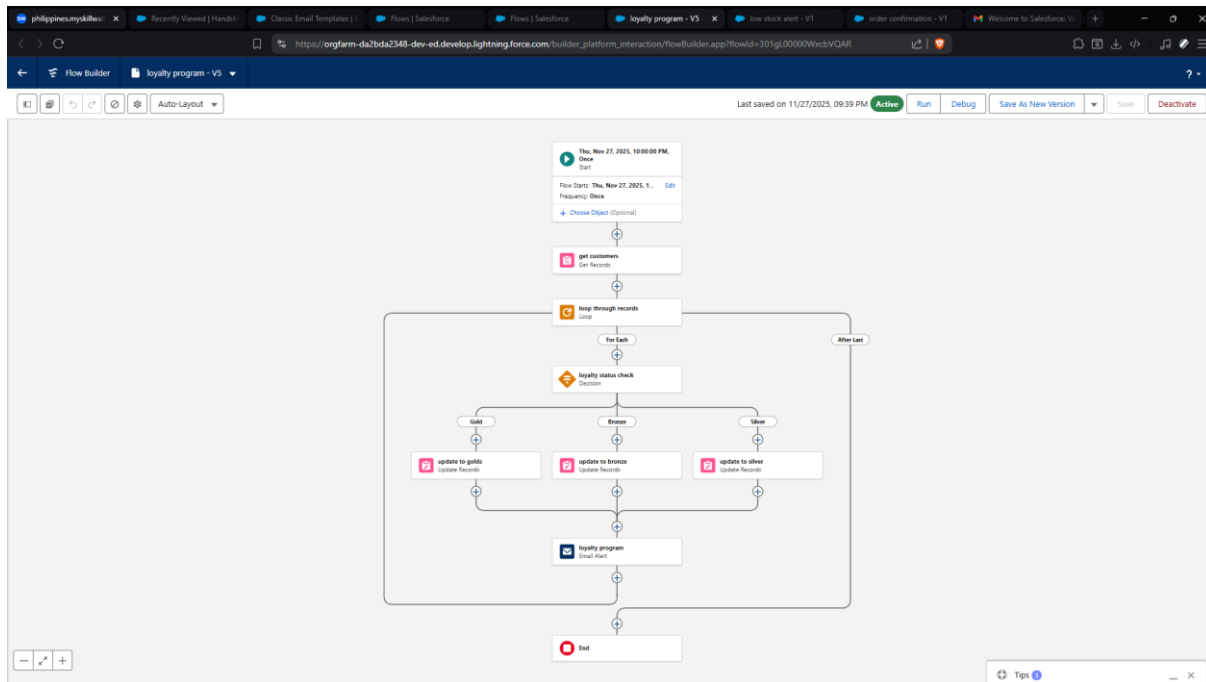 philippines.myskillwal
Recently Viewed | HandsM
Classic Email Templates | S
Flows | Salesforce
Flows | Salesforce
loyalty program - V5
low stock alert - V1
order confirmation - V1
Welcome to Salesforce: Ve
https://orgfarm-da2bda2348-dev-ed.develop.lightning.force.com/builder_platform_interaction/flowBuilder.app?flowId=301gL00000WxcbVQAR
Flow Builder
loyalty program - V5
?
Auto-Layout
Last saved on 11/27/2025, 09:39 PM
Active
Run
Debug
Save As New Version
Save
Deactivate
Thu, Nov 27, 2025, 10:00:00 PM,
Once
Start
Flow Starts: Thu, Nov 27, 2025, 1...
Edit
Frequency: Once
+ Choose Object (Optional)
get customers
Get Records
loop through records
Loop
For Each
After Last
loyalty status check
Decision
Gold
Bronze
Silver
update to golds
Update Records
update to bronze
Update Records
update to silver
Update Records
loyalty program
Email Alert
End
Tips 3